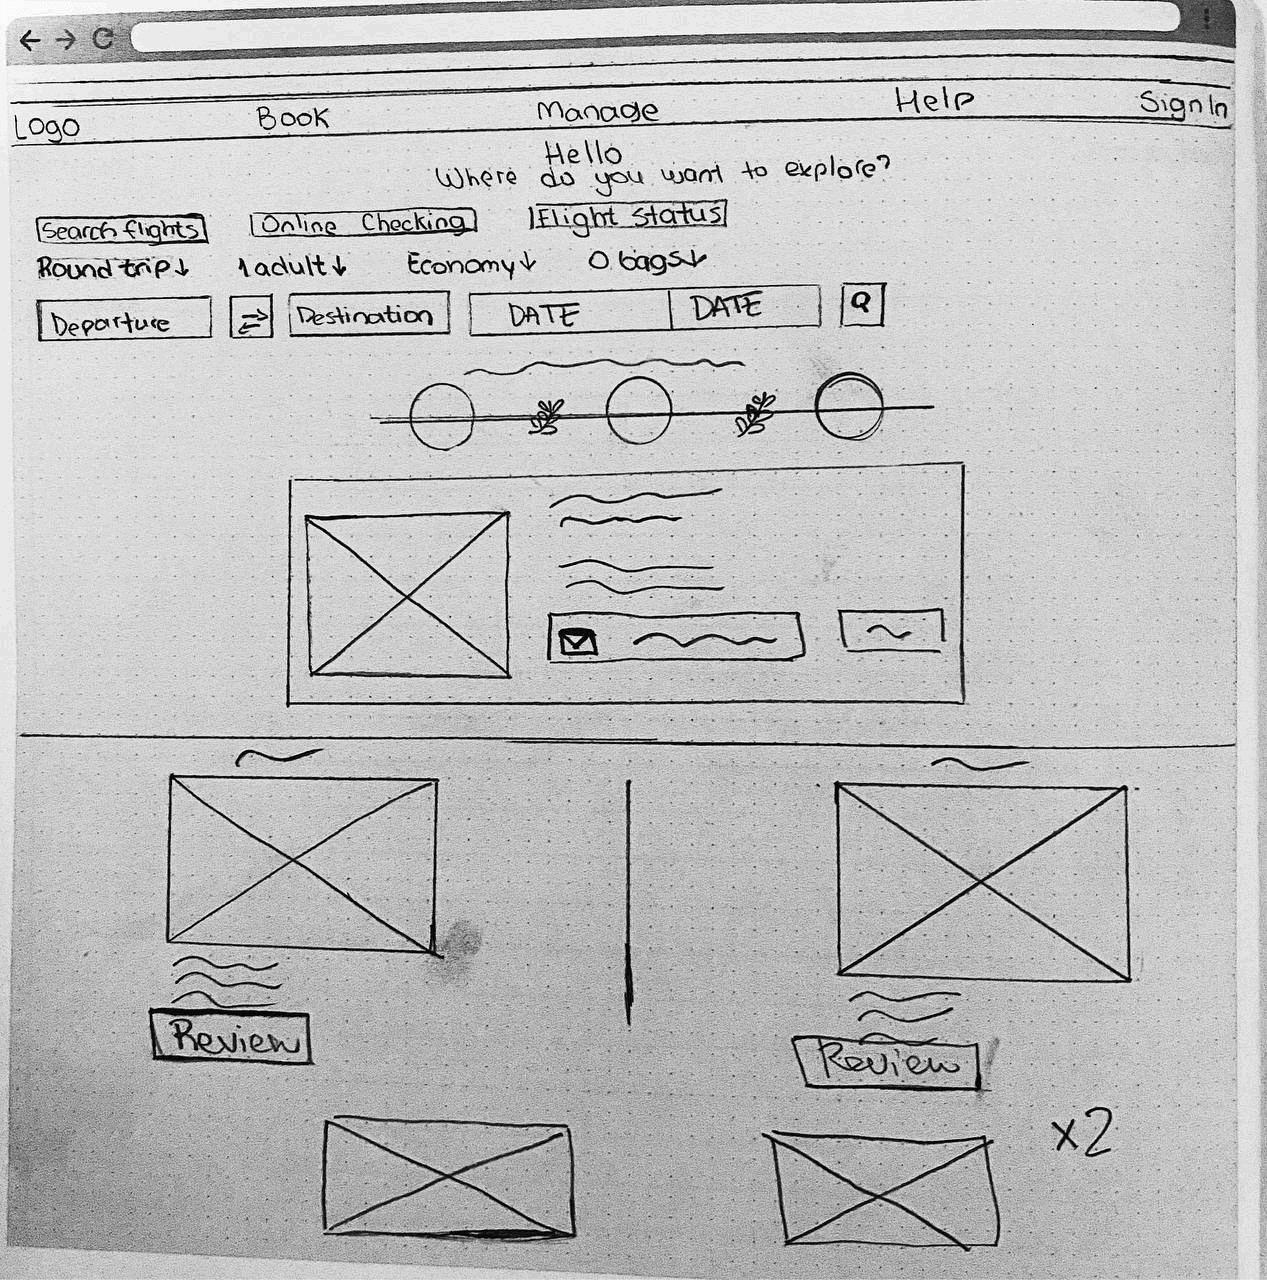 Logo Book Manage Help Sign In
Hello
Where do you want to explore?
Search flights Online Checking Flight Status
Round trip↓ 1 adult↓ Economy↓ 0 bags↓
Departure Destination DATE DATE
Review
Review
x2